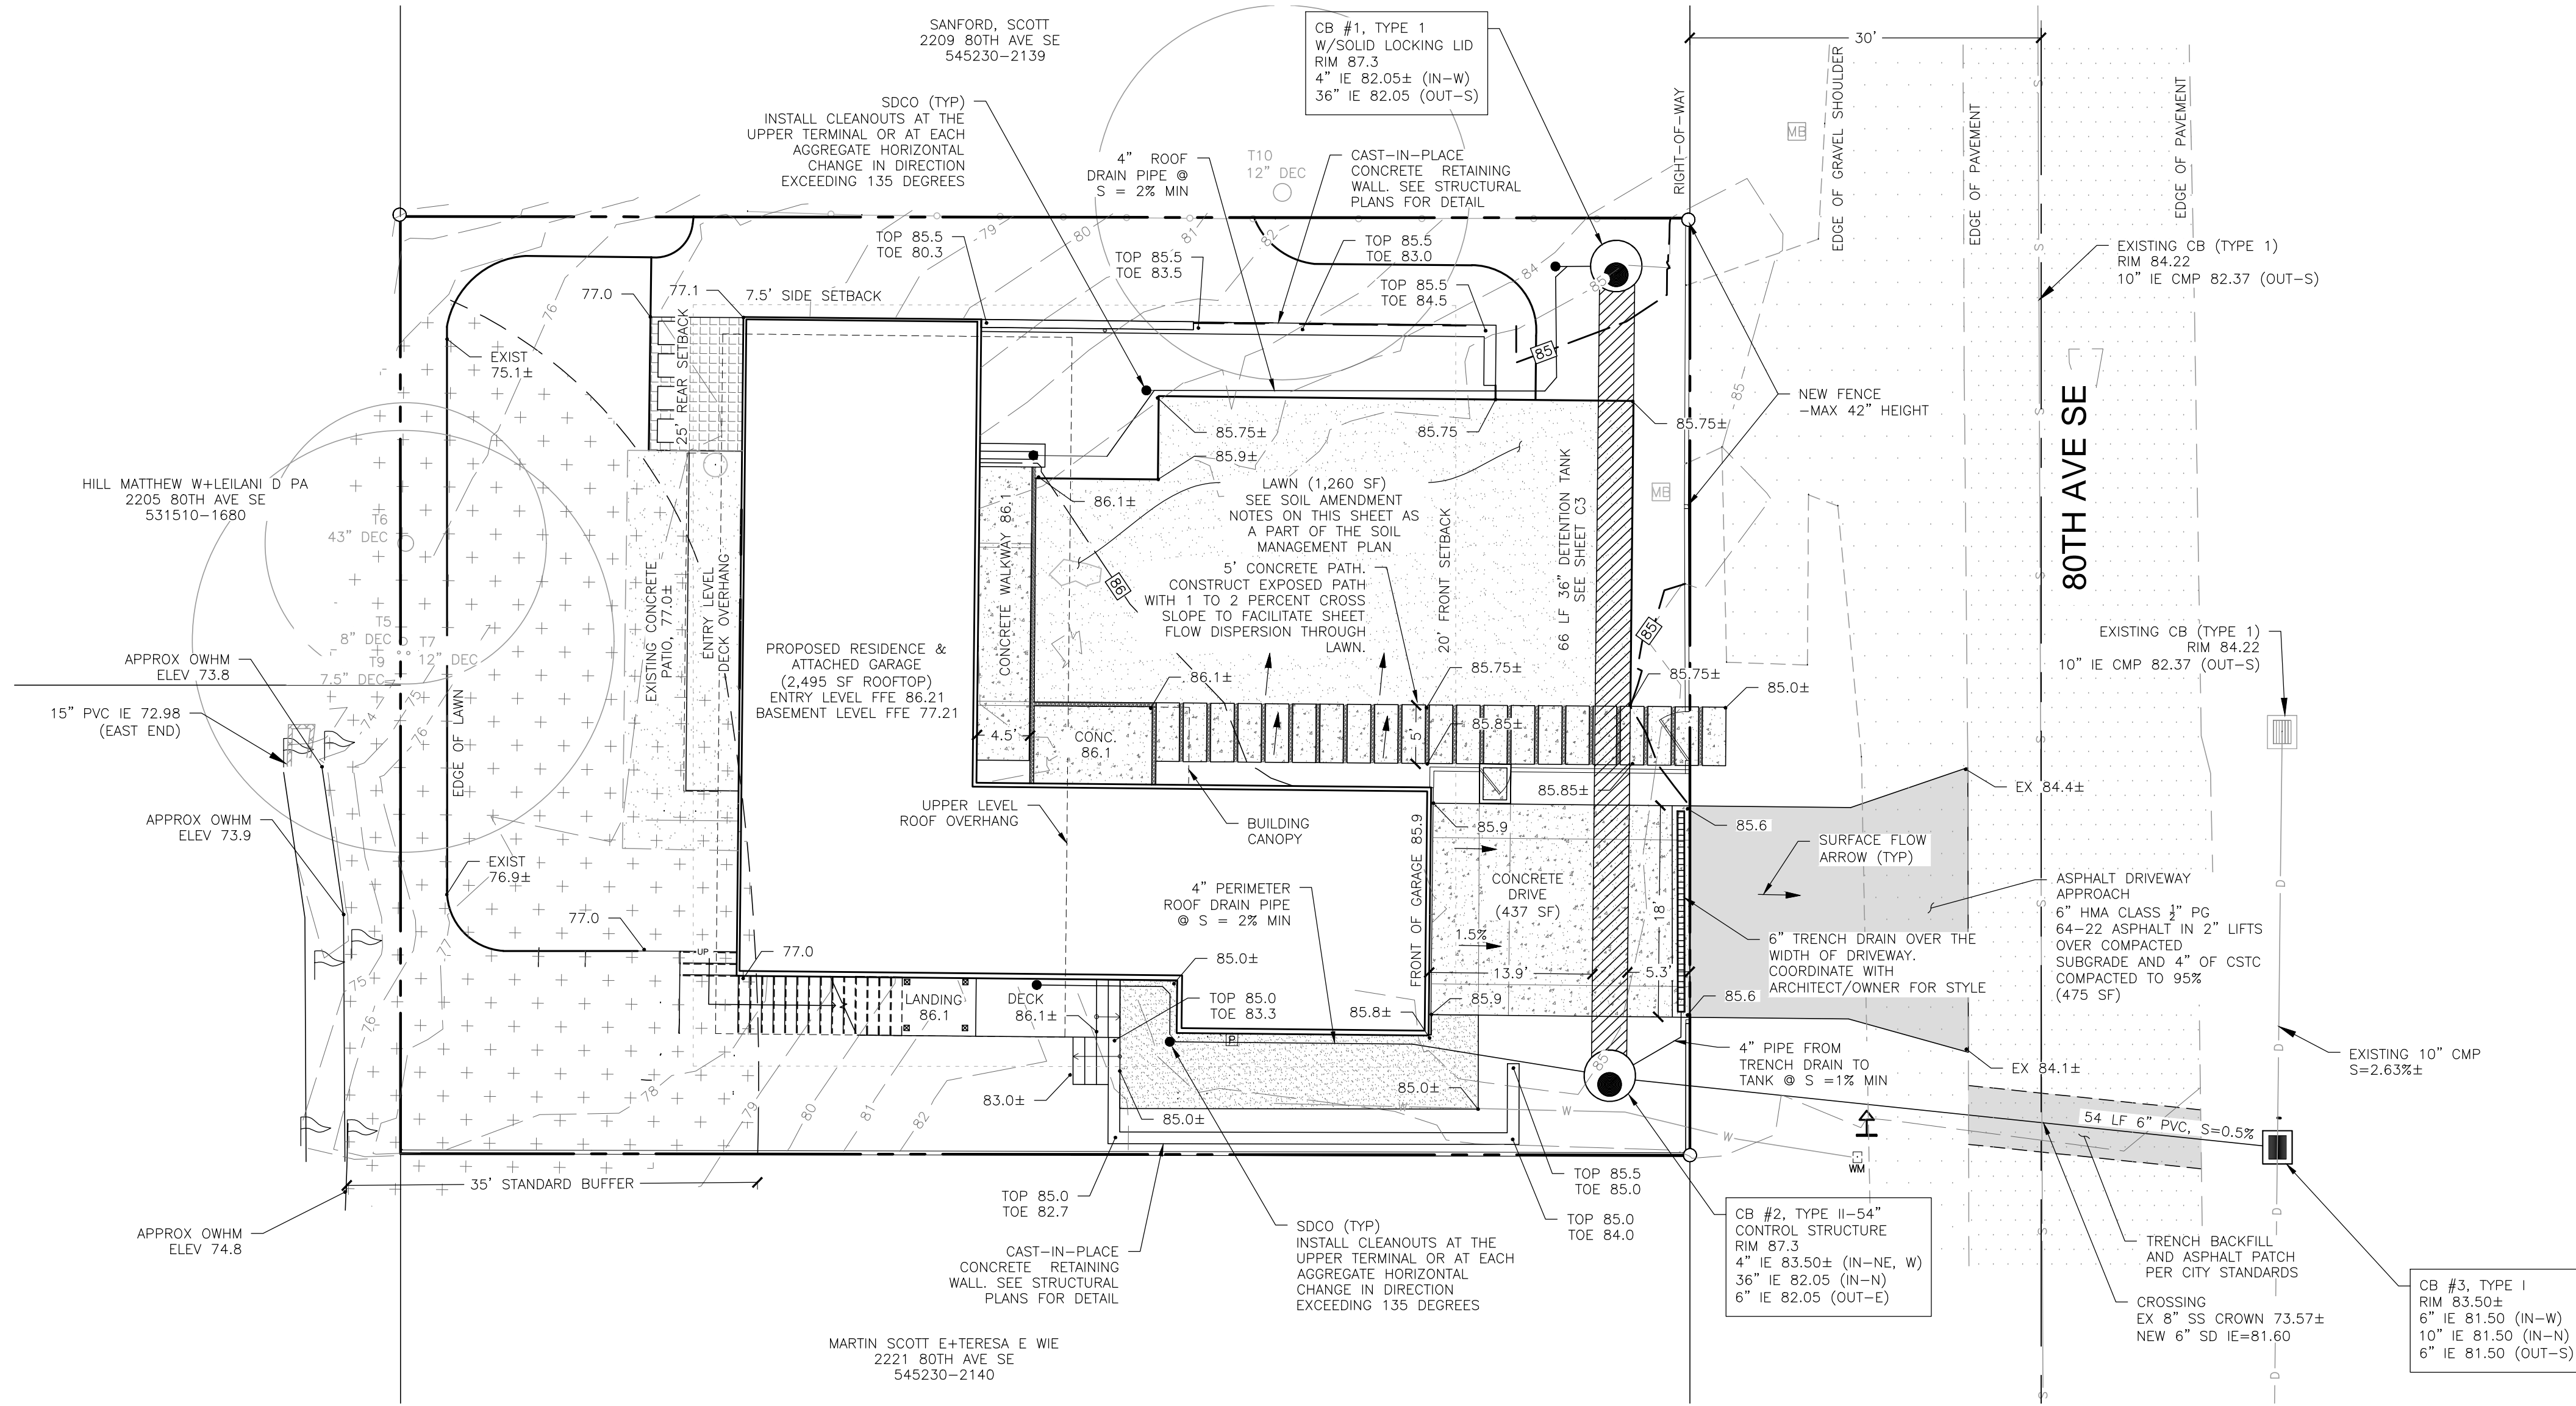 SANFORD, SCOTT
2209 80TH AVE SE
545230-2139
CB #1, TYPE 1
W/SOLID LOCKING LID
RIM 87.3
4" IE 82.05± (IN-W)
36" IE 82.05 (OUT-S)
30'
SDCO (TYP)
INSTALL CLEANOUTS AT THE
UPPER TERMINAL OR AT EACH
AGGREGATE HORIZONTAL
CHANGE IN DIRECTION
EXCEEDING 135 DEGREES
4" ROOF
DRAIN PIPE @
S = 2% MIN
T10
12" DEC
CAST-IN-PLACE
CONCRETE RETAINING
WALL. SEE STRUCTURAL
PLANS FOR DETAIL
RIGHT-OF-WAY
MB
EDGE OF GRAVEL SHOULDER
EDGE OF PAVEMENT
EDGE OF PAVEMENT
S
EXISTING CB (TYPE 1)
RIM 84.22
10" IE CMP 82.37 (OUT-S)
TOP 85.5
TOE 80.3
79
80
81
82
TOP 85.5
TOE 83.5
TOP 85.5
TOE 83.0
TOP 85.5
TOE 84.5
84
85
77.0
77.1
7.5' SIDE SETBACK
76
EXIST
75.1±
25' REAR SETBACK
85
85
NEW FENCE
-MAX 42" HEIGHT
80TH AVE SE
85.75±
85.75
85.75±
85.9±
86.1±
HILL MATTHEW W+LEILANI D PA
2205 80TH AVE SE
531510-1680
T6
43" DEC
LAWN (1,260 SF)
SEE SOIL AMENDMENT
NOTES ON THIS SHEET AS
A PART OF THE SOIL
MANAGEMENT PLAN
MB
CONCRETE WALKWAY 86.1
86
20' FRONT SETBACK
66 LF 36" DETENTION TANK
SEE SHEET C3
5' CONCRETE PATH.
CONSTRUCT EXPOSED PATH
WITH 1 TO 2 PERCENT CROSS
SLOPE TO FACILITATE SHEET
FLOW DISPERSION THROUGH
LAWN.
85
EXISTING CONCRETE
PATIO, 77.0±
ENTRY LEVEL
DECK OVERHANG
T5
8" DEC
T7
12" DEC
T9
7.5" DEC
APPROX OWHM
ELEV 73.8
PROPOSED RESIDENCE &
ATTACHED GARAGE
(2,495 SF ROOFTOP)
ENTRY LEVEL FFE 86.21
BASEMENT LEVEL FFE 77.21
86.1±
85.75±
85.75±
85.0±
EXISTING CB (TYPE 1)
RIM 84.22
10" IE CMP 82.37 (OUT-S)
15" PVC IE 72.98
(EAST END)
74
75
76
EDGE OF LAWN
4.5'
CONC.
86.1
5'
85.85±
85.85±
EX 84.4±
UPPER LEVEL
ROOF OVERHANG
BUILDING
CANOPY
FRONT OF GARAGE 85.9
85.9
85.6
SURFACE FLOW
ARROW (TYP)
APPROX OWHM
ELEV 73.9
EXIST
76.9±
4" PERIMETER
ROOF DRAIN PIPE
@ S = 2% MIN
CONCRETE
DRIVE
(437 SF)
18'
1.5%
ASPHALT DRIVEWAY
APPROACH
6" HMA CLASS ½" PG
64-22 ASPHALT IN 2" LIFTS
OVER COMPACTED
SUBGRADE AND 4" OF CSTC
COMPACTED TO 95%
(475 SF)
D
77.0
UP
77.0
77
85.0±
13.9'
5.3'
6" TRENCH DRAIN OVER THE
WIDTH OF DRIVEWAY.
COORDINATE WITH
ARCHITECT/OWNER FOR STYLE
75
76
LANDING
86.1
DECK
86.1±
TOP 85.0
TOE 83.3
85.9
85.8±
85.6
P
4" PIPE FROM
TRENCH DRAIN TO
TANK @ S =1% MIN
EX 84.1±
EXISTING 10" CMP
S=2.63%±
78
79
80
81
82
83.0±
85.0±
85.0±
85
W
W
W
WM
54 LF 6" PVC, S=0.5%
35' STANDARD BUFFER
TOP 85.0
TOE 82.7
TOP 85.5
TOE 85.0
TOP 85.0
TOE 84.0
APPROX OWHM
ELEV 74.8
CAST-IN-PLACE
CONCRETE RETAINING
WALL. SEE STRUCTURAL
PLANS FOR DETAIL
SDCO (TYP)
INSTALL CLEANOUTS AT THE
UPPER TERMINAL OR AT EACH
AGGREGATE HORIZONTAL
CHANGE IN DIRECTION
EXCEEDING 135 DEGREES
CB #2, TYPE II-54"
CONTROL STRUCTURE
RIM 87.3
4" IE 83.50± (IN-NE, W)
36" IE 82.05 (IN-N)
6" IE 82.05 (OUT-E)
TRENCH BACKFILL
AND ASPHALT PATCH
PER CITY STANDARDS
CROSSING
EX 8" SS CROWN 73.57±
NEW 6" SD IE=81.60
CB #3, TYPE I
RIM 83.50±
6" IE 81.50 (IN-W)
10" IE 81.50 (IN-N)
6" IE 81.50 (OUT-S)
MARTIN SCOTT E+TERESA E WIE
2221 80TH AVE SE
545230-2140